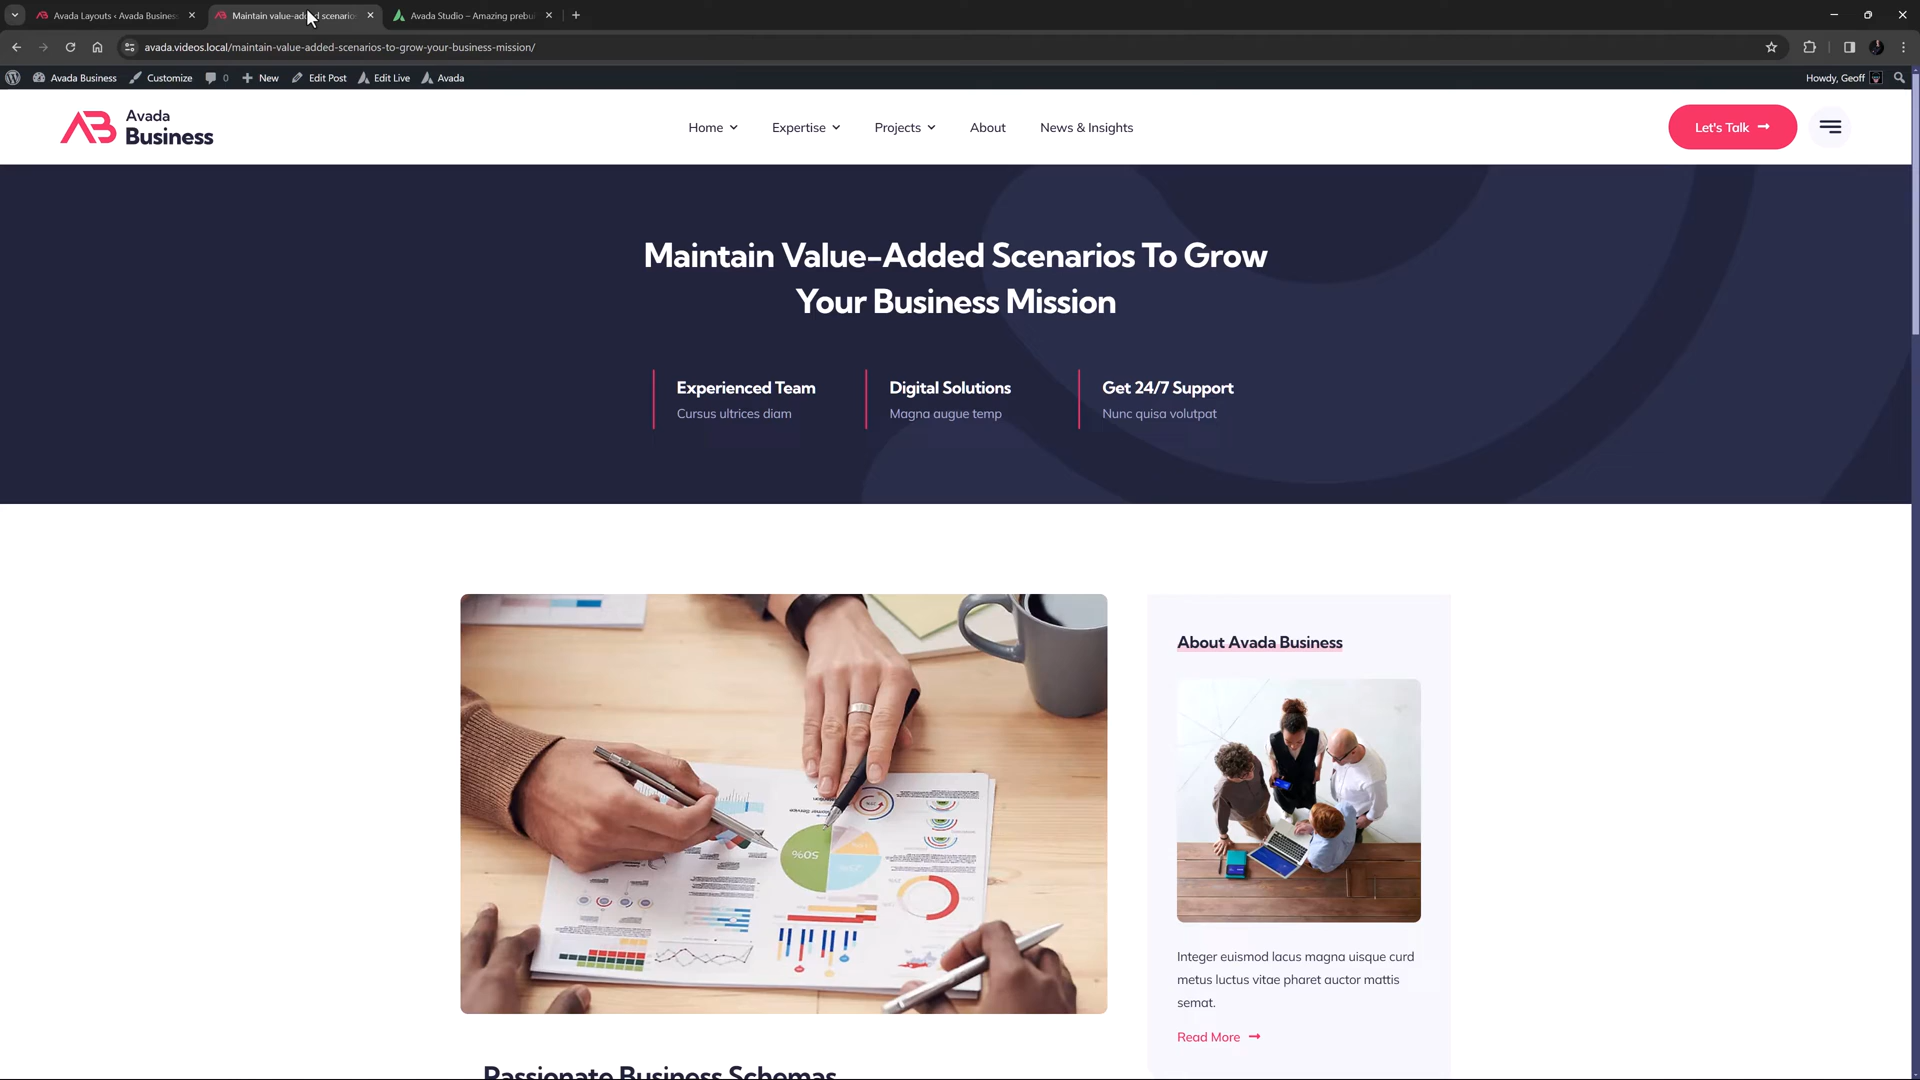 Avada Layouts ‹ Avada Business
Maintain value-added scenarios
Avada Studio – Amazing prebui
avada.videos.local/maintain-value-added-scenarios-to-grow-your-business-mission/
Avada Business
Customize
0
New
Edit Post
Edit Live
Avada
Howdy, Geoff
Avada
Business
Home
Expertise
Projects
About
News & Insights
Let's Talk
Maintain Value-Added Scenarios To Grow
Your Business Mission
Experienced Team
Cursus ultrices diam
Digital Solutions
Magna augue temp
Get 24/7 Support
Nunc quisa volutpat
50%
25%
About Avada Business
Integer euismod lacus magna uisque curd
metus luctus vitae pharet auctor mattis
semat.
Read More
Passionate Business Schemas